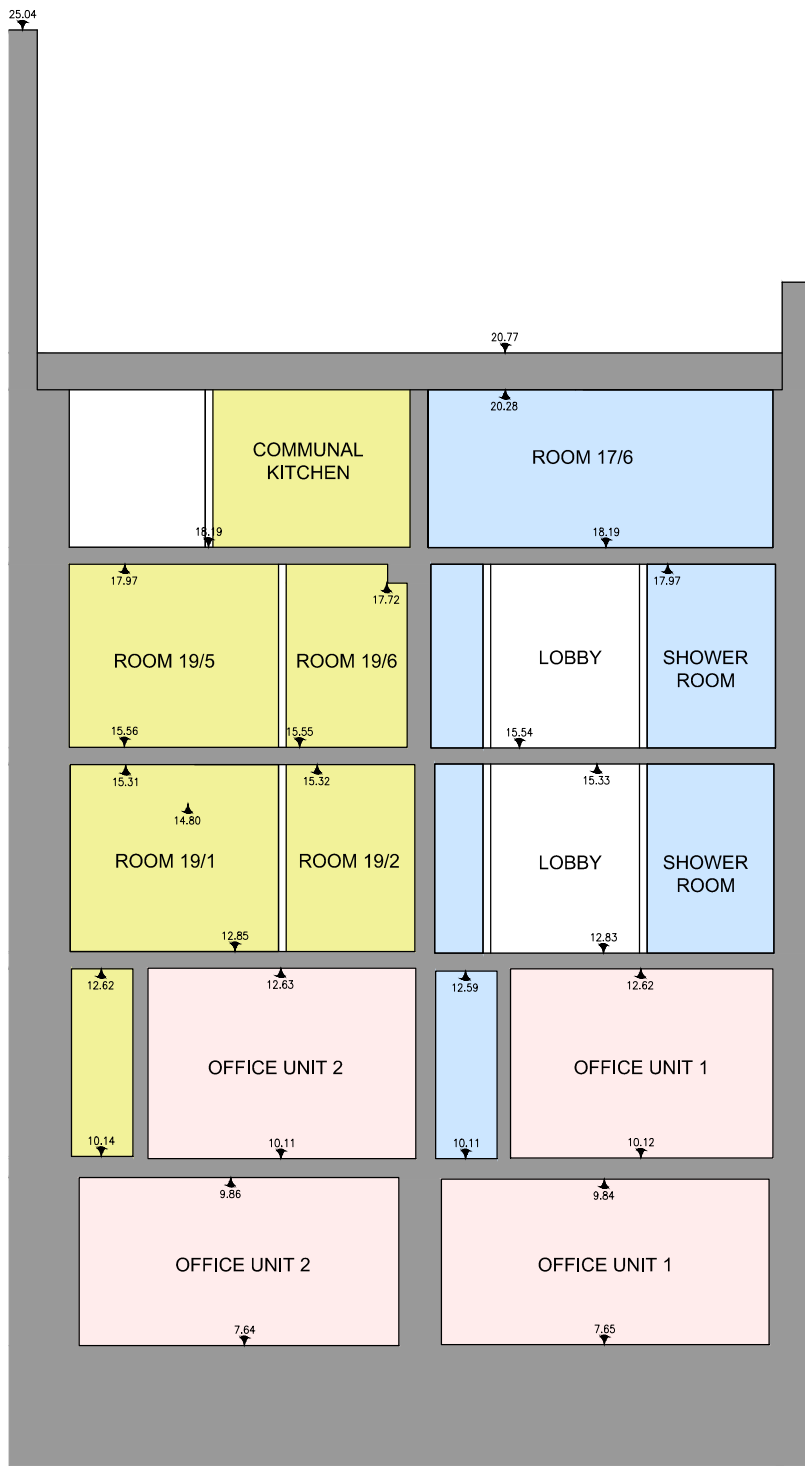 25.04
20.77
20.28
COMMUNAL
KITCHEN
ROOM 17/6
18.19
18.19
17.97
17.72
17.97
ROOM 19/5
ROOM 19/6
LOBBY
SHOWER
ROOM
15.56
15.55
15.54
15.31
15.32
15.33
14.80
ROOM 19/1
ROOM 19/2
LOBBY
SHOWER
ROOM
12.85
12.83
12.62
12.63
12.59
12.62
OFFICE UNIT 2
OFFICE UNIT 1
10.14
10.11
10.11
10.12
9.86
9.84
OFFICE UNIT 2
OFFICE UNIT 1
7.64
7.65